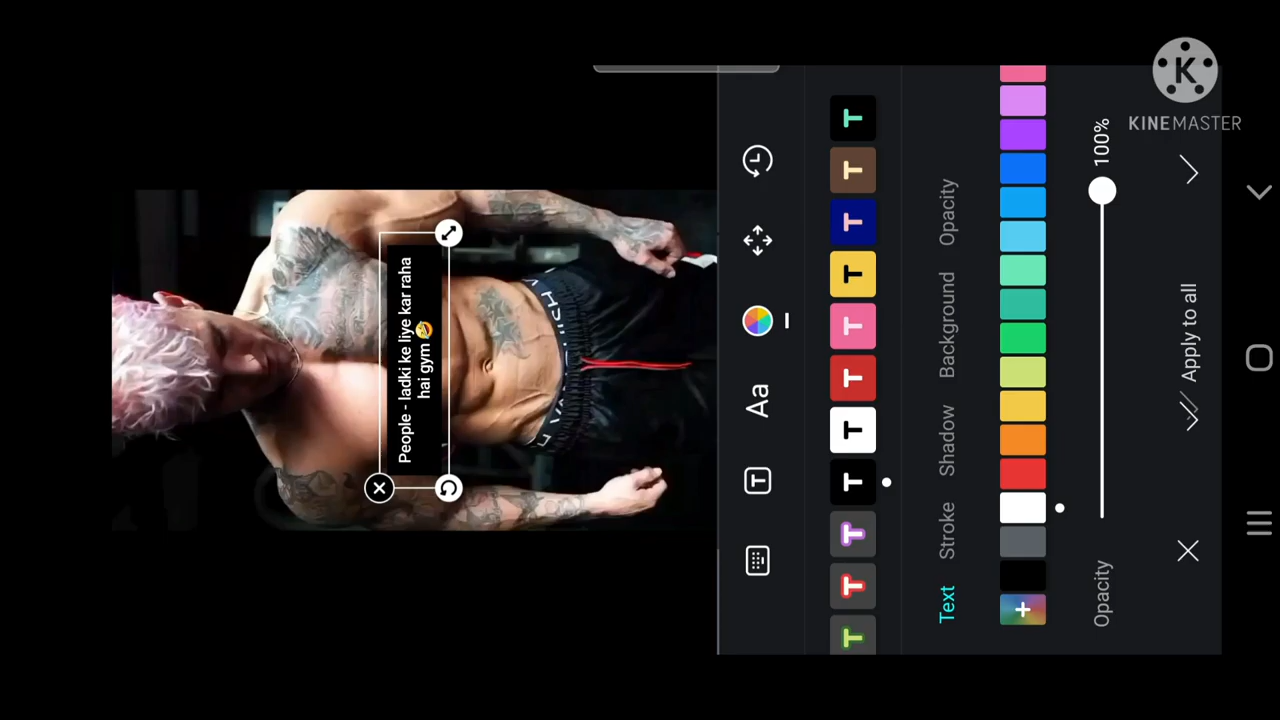 KINEMASTER
People - ladki ke liye kar raha
hai gym 🤣
Aa
Text Stroke Shadow Background Opacity
Opacity 100%
Apply to all